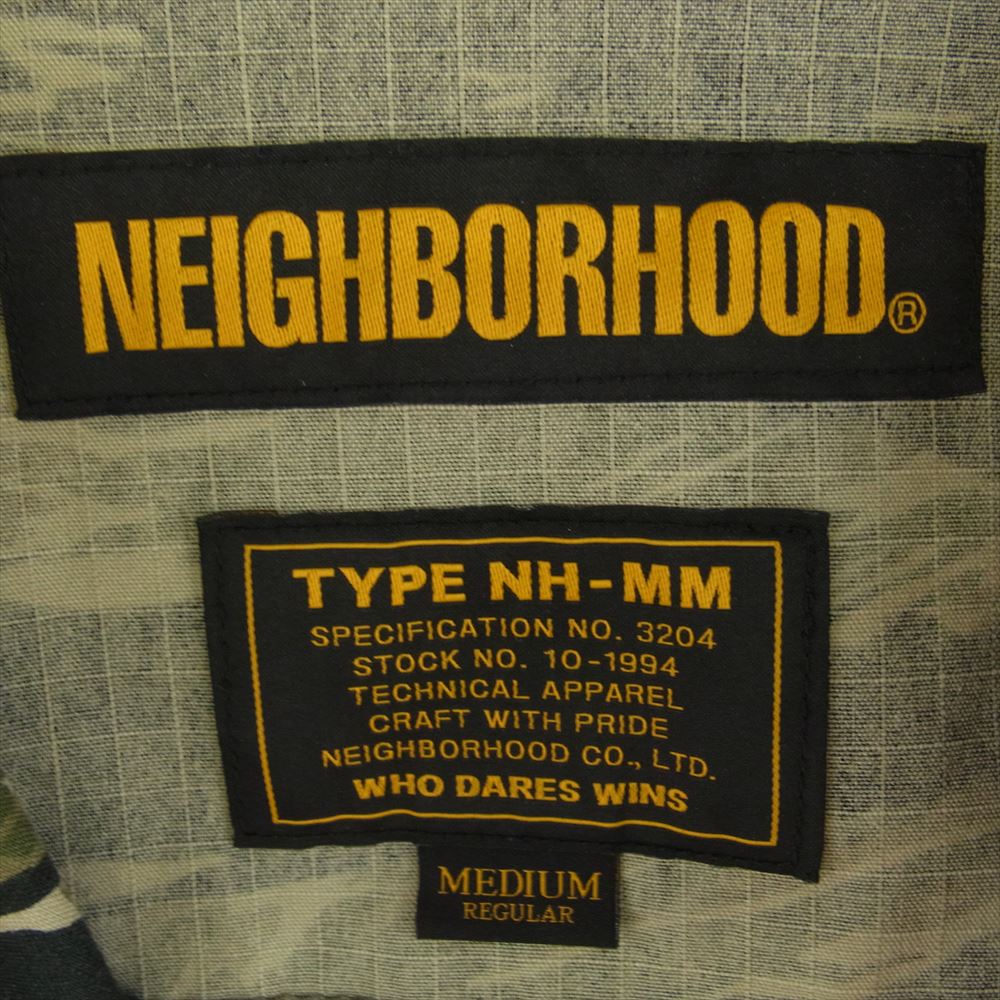 NEIGHBORHOOD®
TYPE NH-MM
SPECIFICATION NO. 3204
STOCK NO. 10-1994
TECHNICAL APPAREL
CRAFT WITH PRIDE
NEIGHBORHOOD CO., LTD.
WHO DARES WINS
MEDIUM
REGULAR